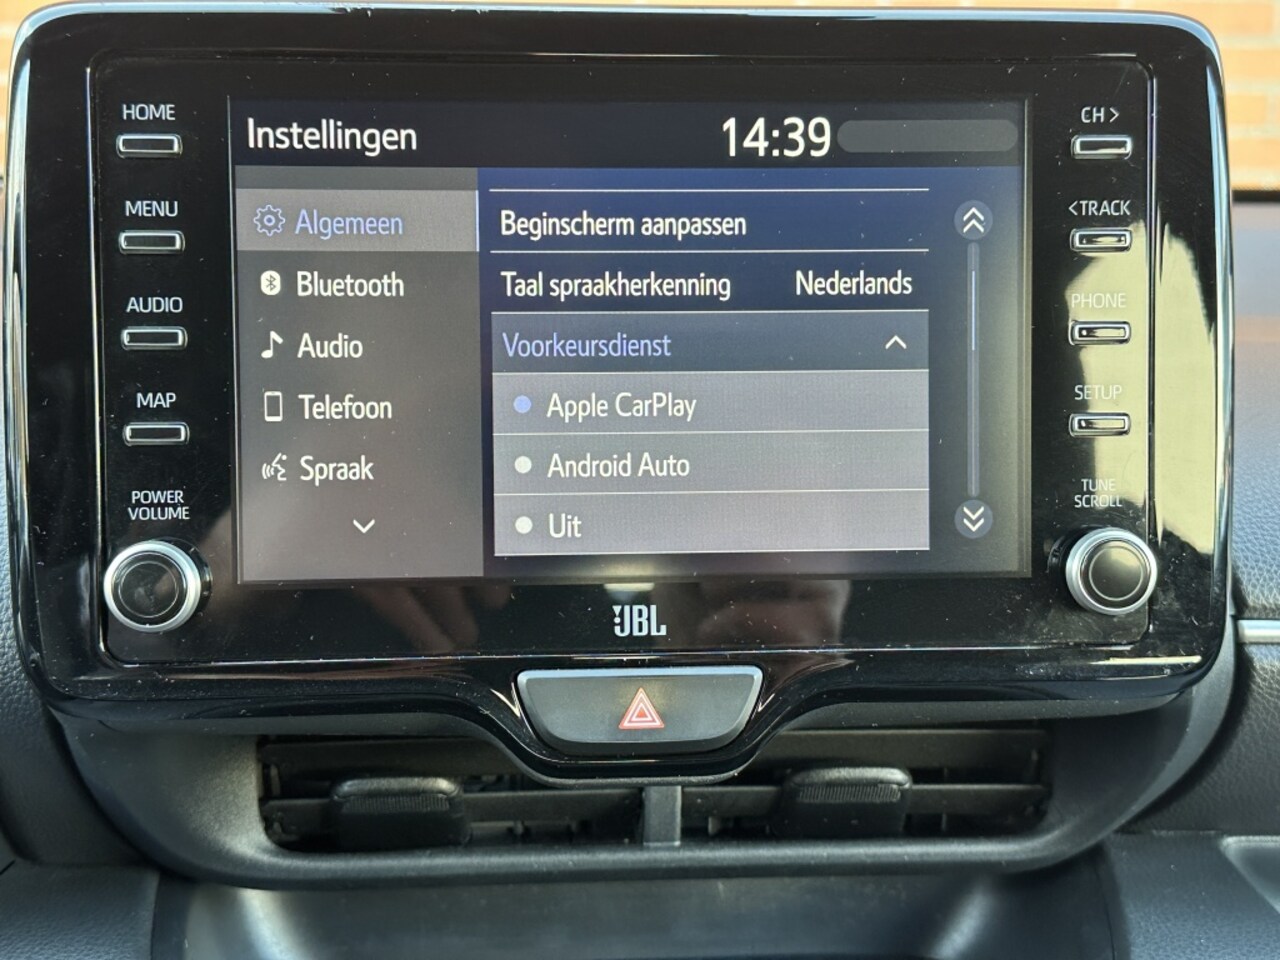 HOME
MENU
AUDIO
MAP
POWER
VOLUME
Instellingen
14:39
Algemeen
Bluetooth
Audio
Telefoon
Spraak
Beginscherm aanpassen
Taal spraakherkenning Nederlands
Voorkeursdienst
Apple CarPlay
Android Auto
Uit
CH >
< TRACK
PHONE
SETUP
TUNE
SCROLL
JBL